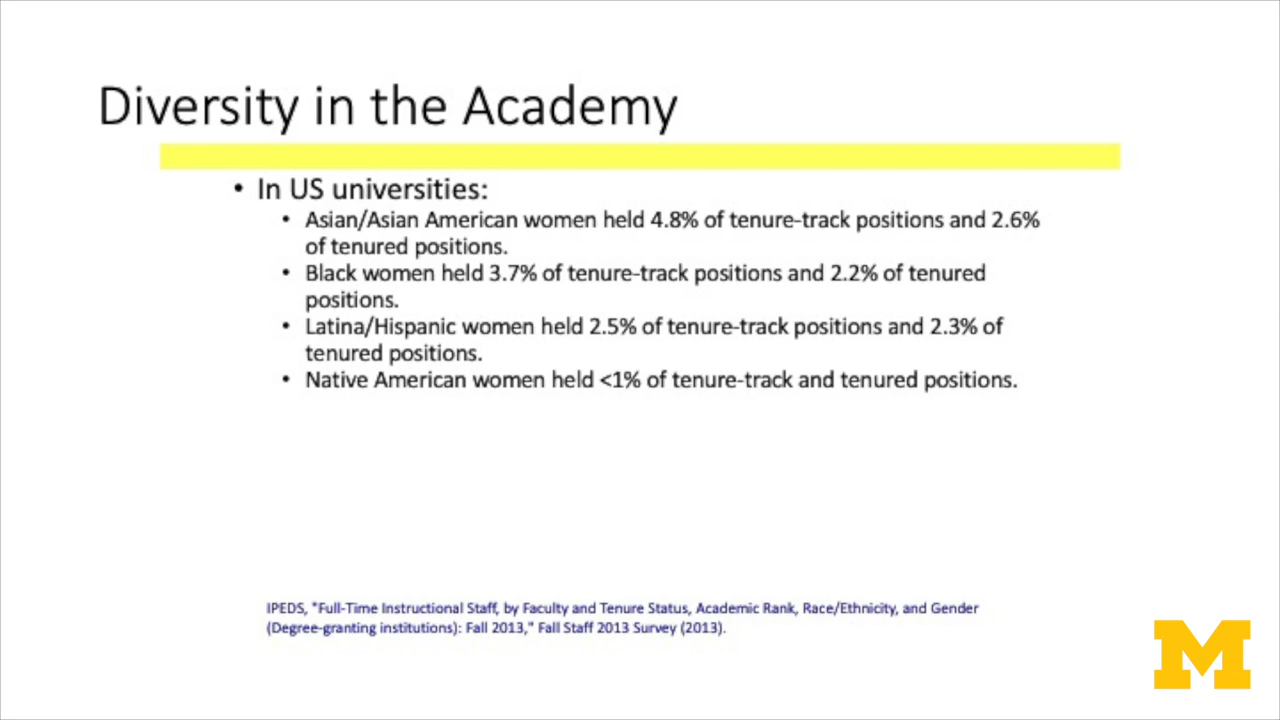 Diversity in the Academy
• In US universities:
• Asian/Asian American women held 4.8% of tenure-track positions and 2.6%
of tenured positions.
• Black women held 3.7% of tenure-track positions and 2.2% of tenured
positions.
• Latina/Hispanic women held 2.5% of tenure-track positions and 2.3% of
tenured positions.
• Native American women held <1% of tenure-track and tenured positions.
IPEDS, "Full-Time Instructional Staff, by Faculty and Tenure Status, Academic Rank, Race/Ethnicity, and Gender
(Degree-granting institutions): Fall 2013," Fall Staff 2013 Survey (2013).
M